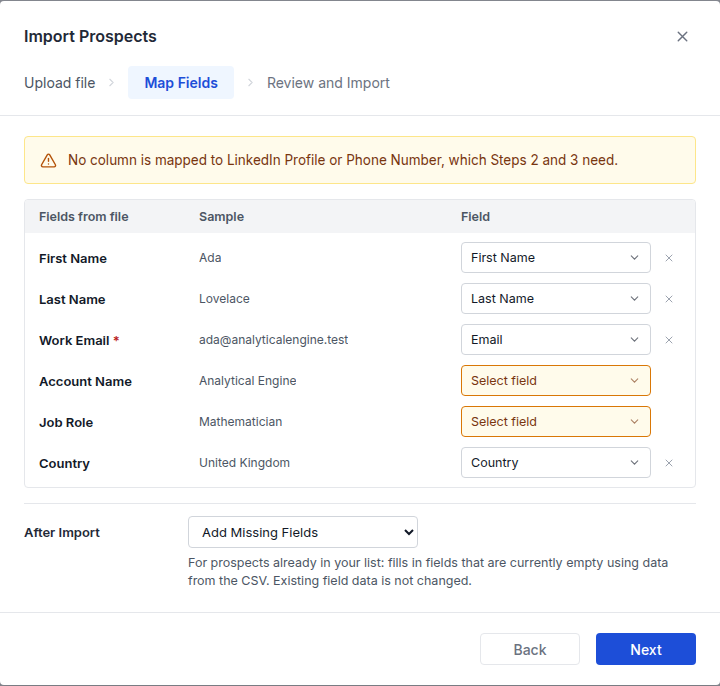 Import Prospects
Upload file
Map Fields
Review and Import
No column is mapped to LinkedIn Profile or Phone Number, which Steps 2 and 3 need.
Fields from file Sample Field
First Name Ada First Name
Last Name Lovelace Last Name
Work Email * ada@analyticalengine.test Email
Account Name Analytical Engine Select field
Job Role Mathematician Select field
Country United Kingdom Country
After Import Add Missing Fields
For prospects already in your list: fills in fields that are currently empty using data
from the CSV. Existing field data is not changed.
Back Next